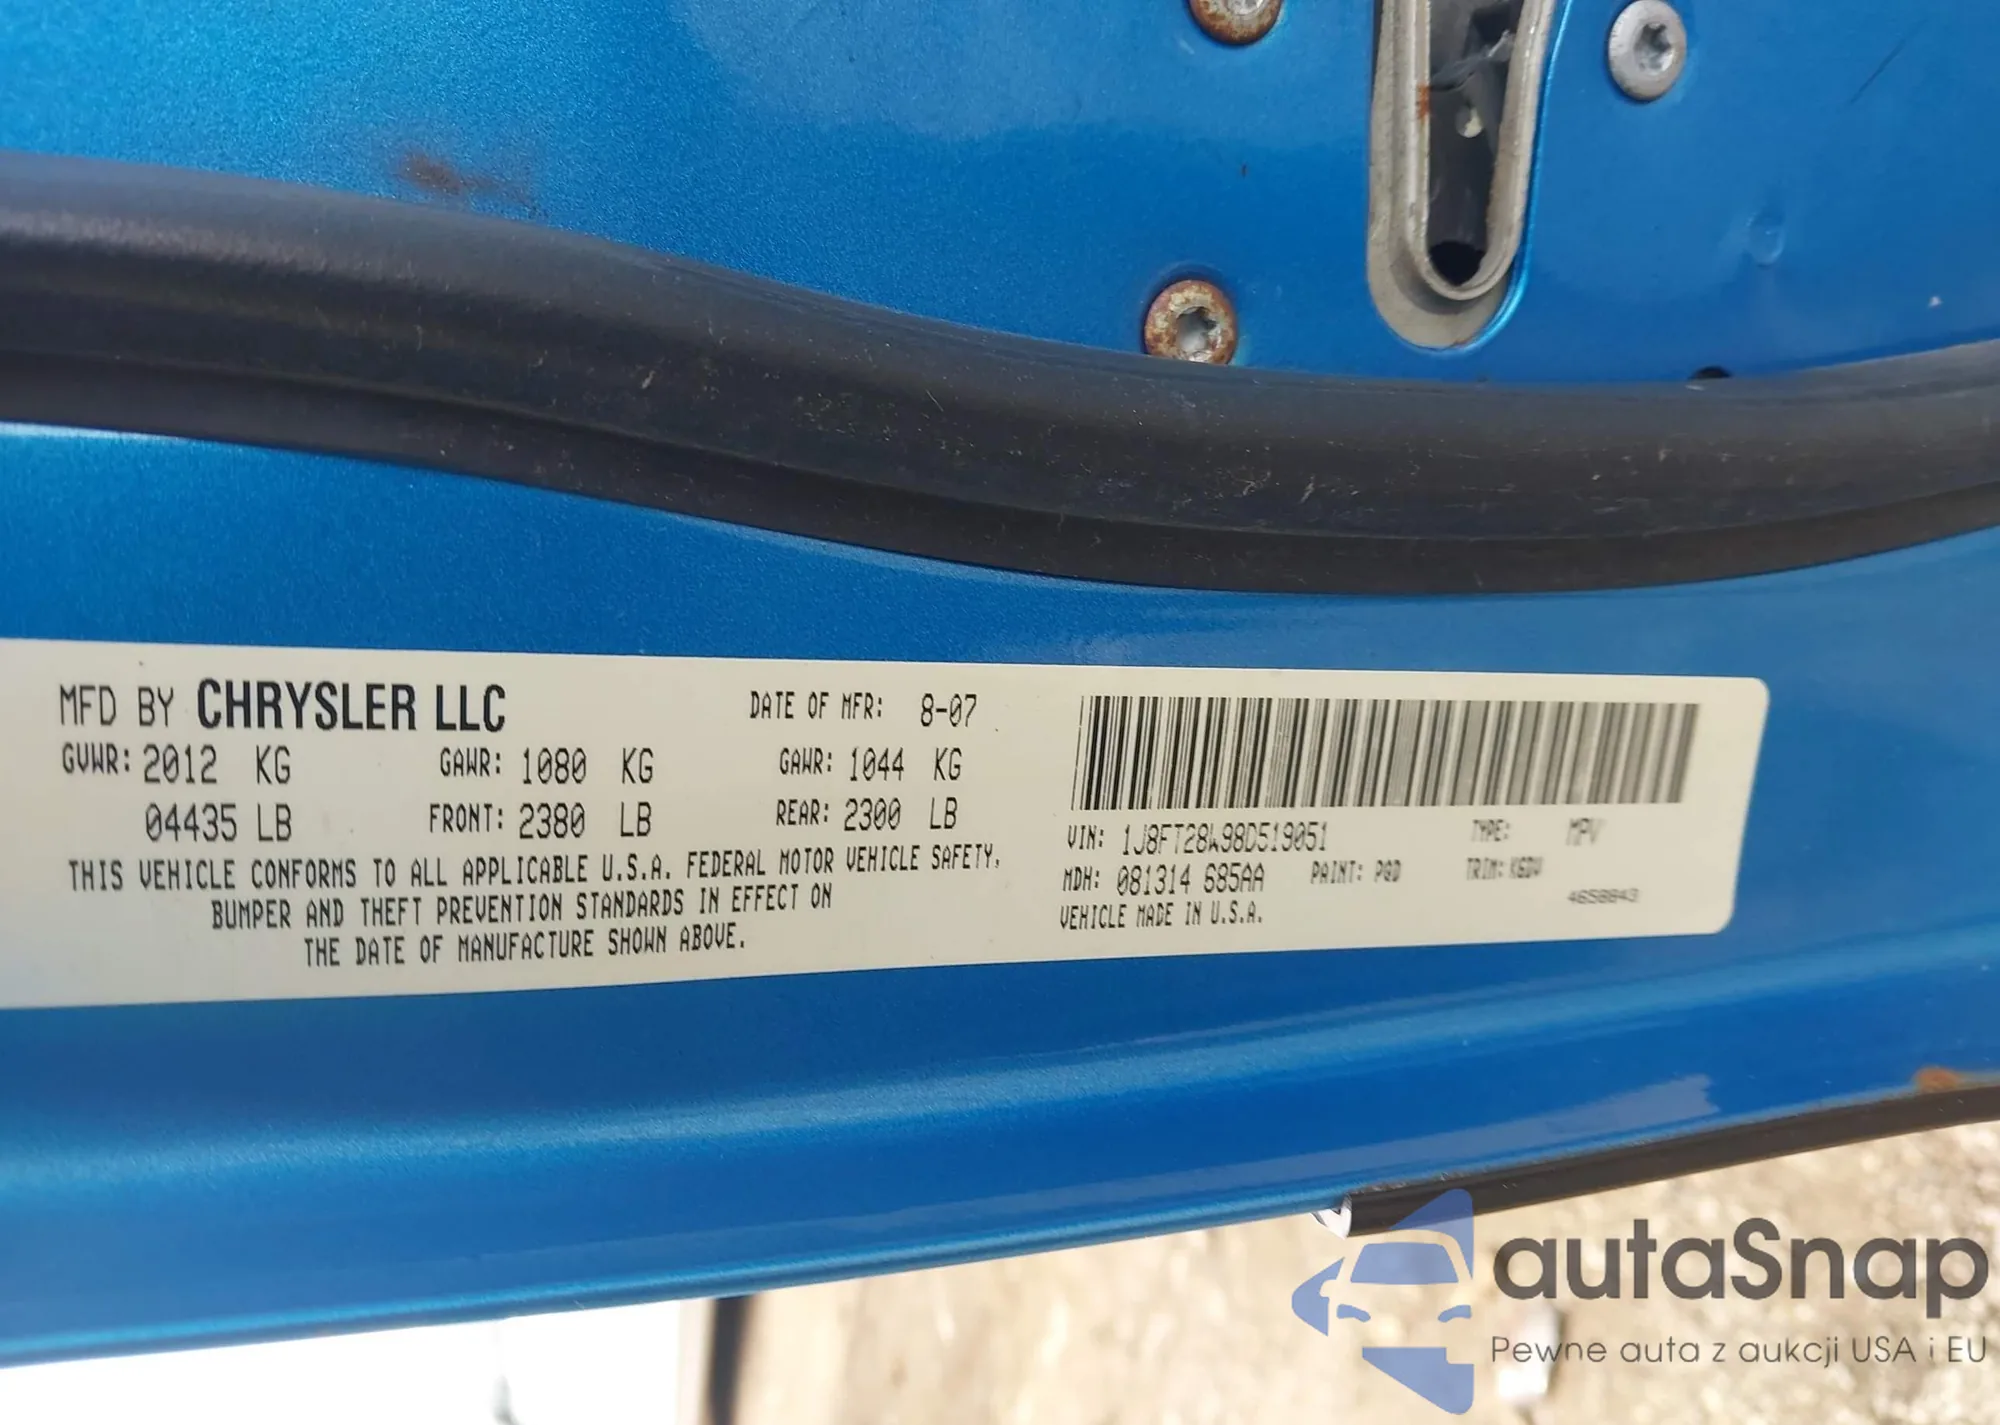 MFD BY CHRYSLER LLC DATE OF MFR: 8-07
GVWR: 2012 KG GAWR: 1080 KG GAWR: 1044 KG
04435 LB FRONT: 2380 LB REAR: 2300 LB
THIS VEHICLE CONFORMS TO ALL APPLICABLE U.S.A. FEDERAL MOTOR VEHICLE SAFETY,
BUMPER AND THEFT PREVENTION STANDARDS IN EFFECT ON
THE DATE OF MANUFACTURE SHOWN ABOVE.
VIN: 1J8FT28W98D519051 TYPE: MPV
MDH: 081314 685AA PAINT: PQD TRIM: K6DV
VEHICLE MADE IN U.S.A. 4658843
autaSnap
Pewne auta z aukcji USA i EU